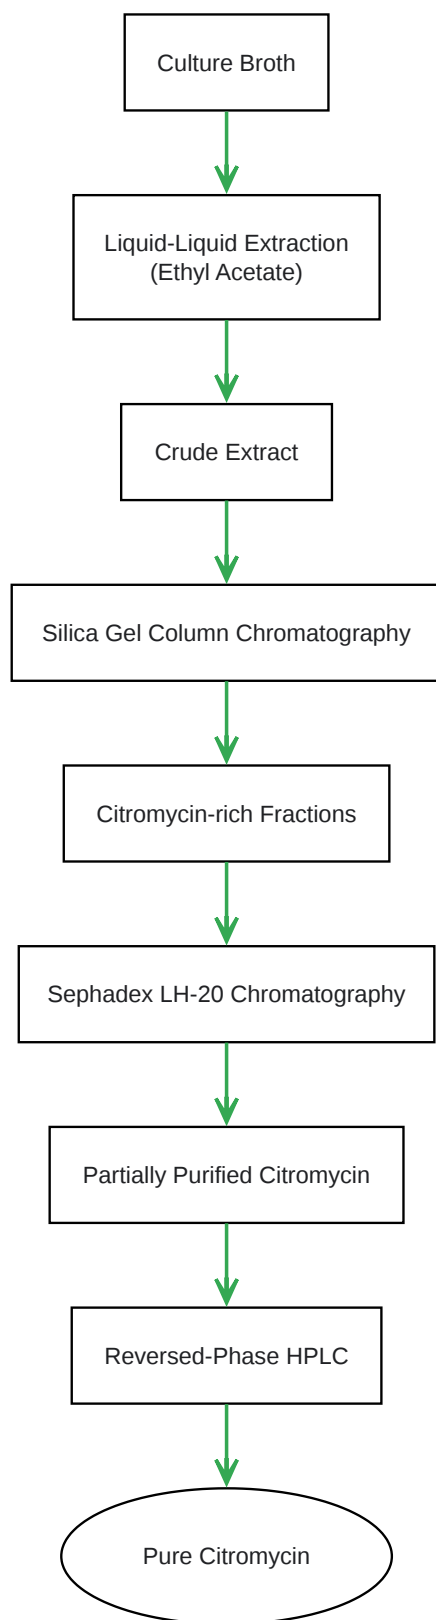 Culture Broth
Liquid-Liquid Extraction
(Ethyl Acetate)
Crude Extract
Silica Gel Column Chromatography
Citromycin-rich Fractions
Sephadex LH-20 Chromatography
Partially Purified Citromycin
Reversed-Phase HPLC
Pure Citromycin